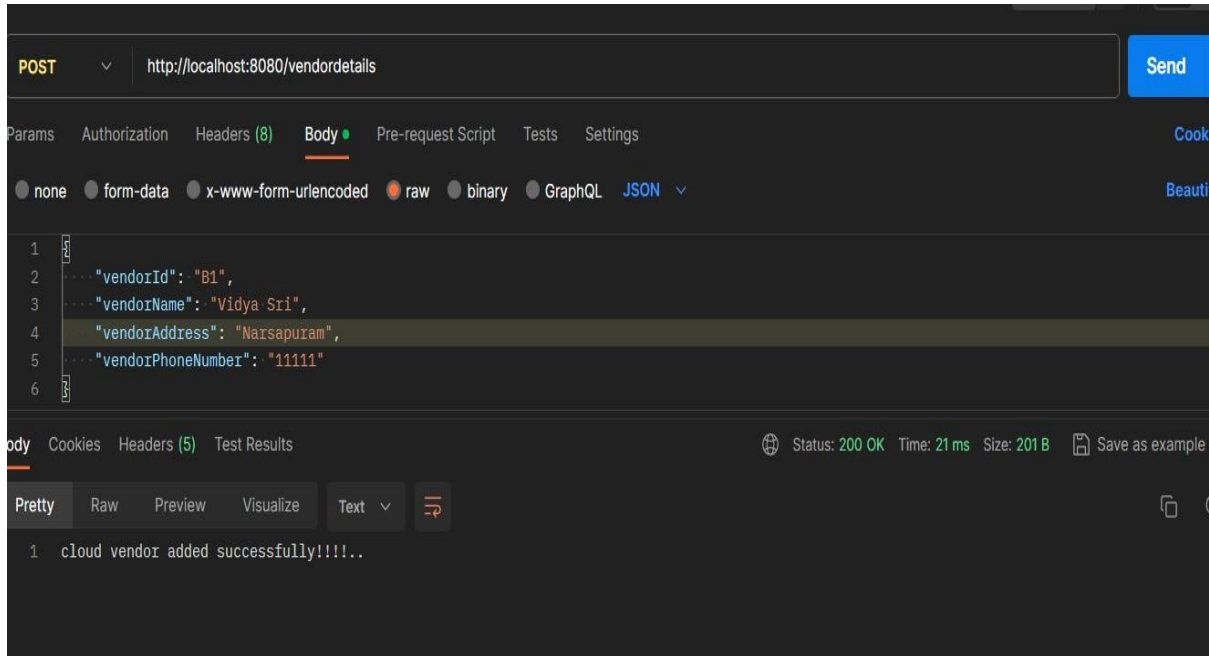 POST http://localhost:8080/vendordetails Send
Params Authorization Headers (8) Body Pre-request Script Tests Settings Cook
none form-data x-www-form-urlencoded raw binary GraphQL JSON Beauti
1 {
2 "vendorId": "B1",
3 "vendorName": "Vidya Sri",
4 "vendorAddress": "Narsapuram",
5 "vendorPhoneNumber": "11111"
6 }
ody Cookies Headers (5) Test Results Status: 200 OK Time: 21 ms Size: 201 B Save as example
Pretty Raw Preview Visualize Text
1 cloud vendor added successfully!!!!..